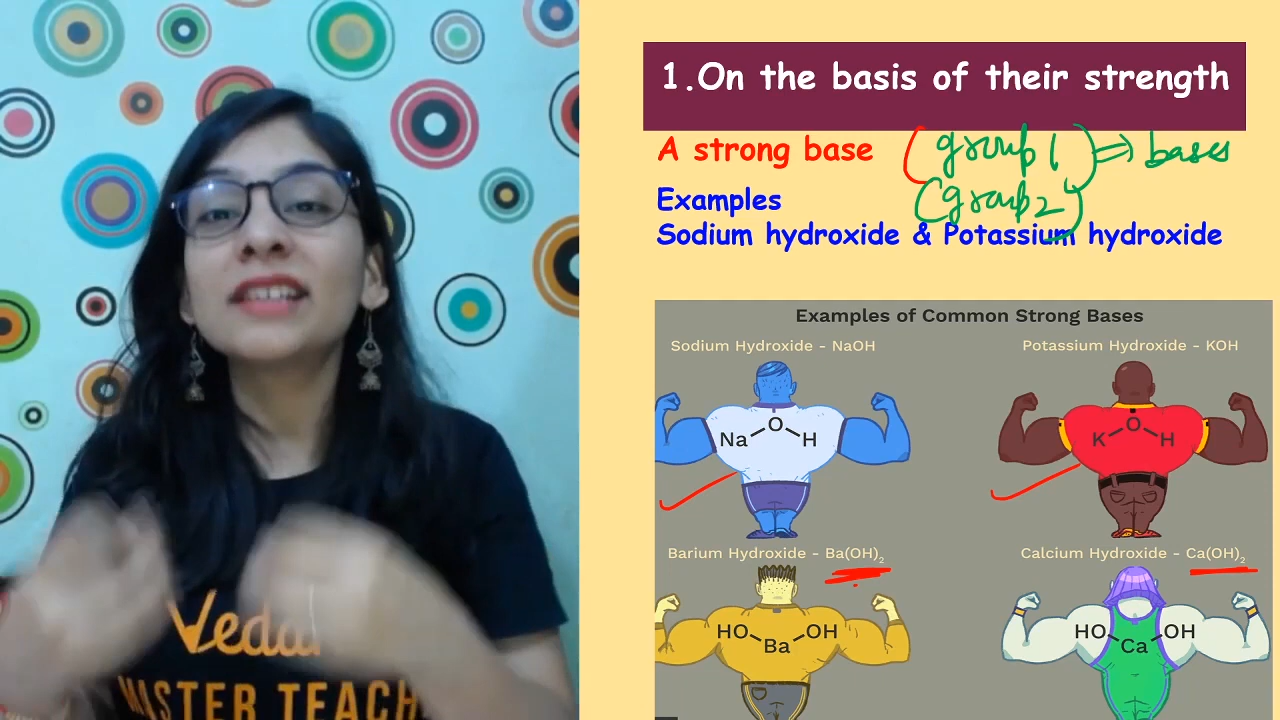 1.On the basis of their strength
A strong base (group 1) => bases
(group 2)
Examples
Sodium hydroxide & Potassium hydroxide
Examples of Common Strong Bases
Sodium Hydroxide - NaOH
Potassium Hydroxide - KOH
Na O H
K O H
Barium Hydroxide - Ba(OH)₂
Calcium Hydroxide - Ca(OH)₂
HO Ba OH
HO Ca OH
MASTER TEACH